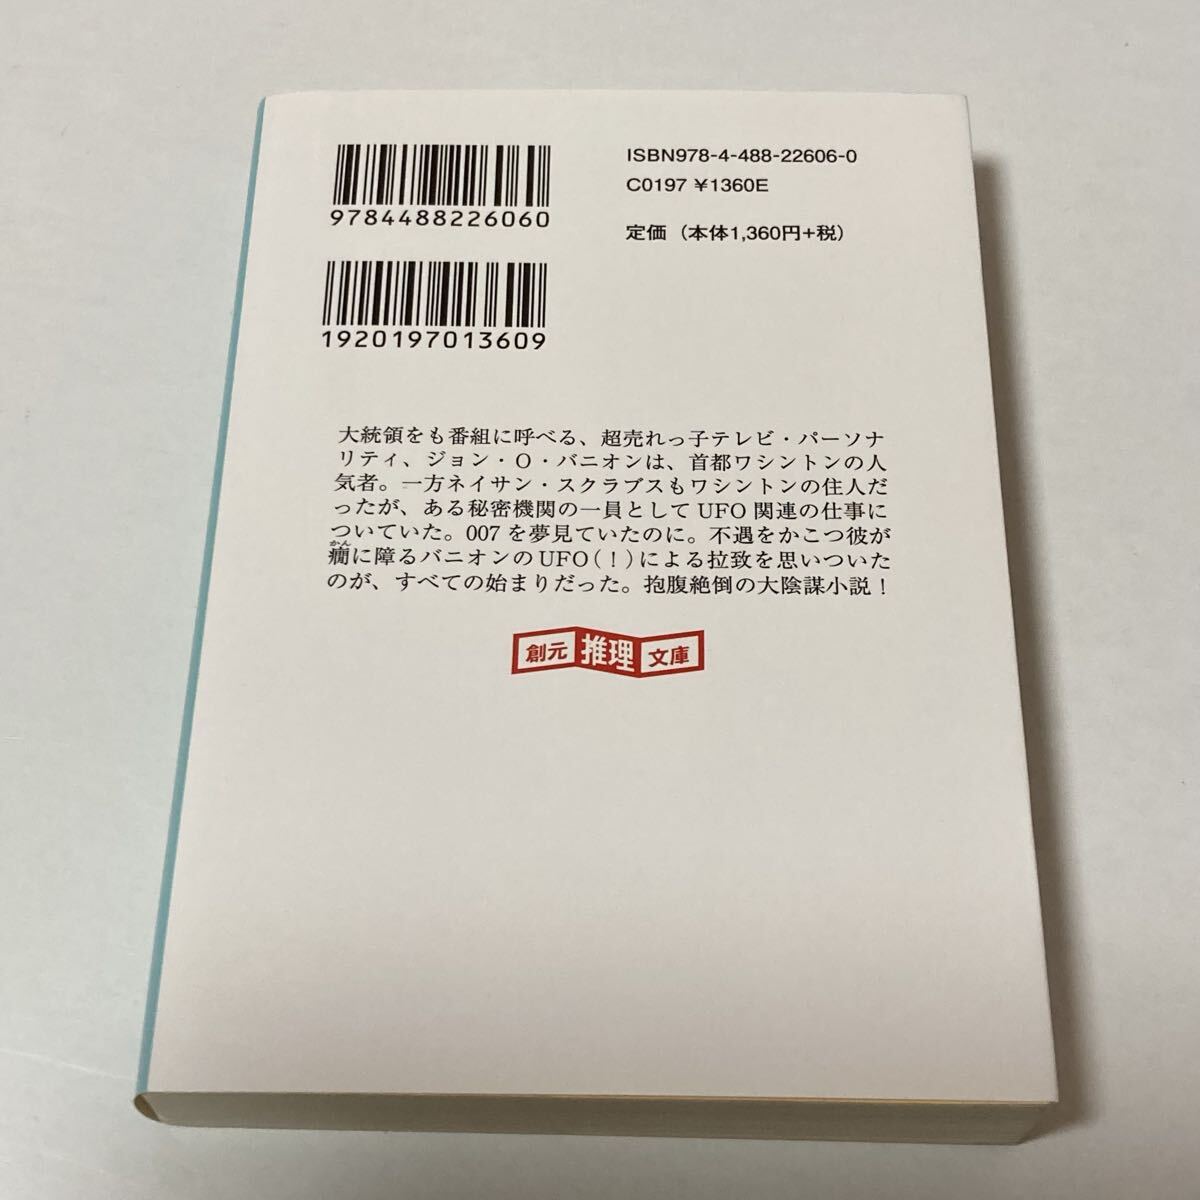 9784488226060
ISBN978-4-488-22606-0
C0197 ¥1360E
定価（本体1,360円+税）
1920197013609
大統領をも番組に呼べる、超売れっ子テレビ・パーソナ
リティ、ジョン・O・バニオンは、首都ワシントンの人
気者。一方ネイサン・スクラブスもワシントンの住人だ
ったが、ある秘密機関の一員としてUFO関連の仕事に
ついていた。007を夢見ていたのに。不遇をかこつ彼が
かん
癇に障るバニオンのUFO(！)による拉致を思いついた
のが、すべての始まりだった。抱腹絶倒の大陰謀小説！
創元推理文庫